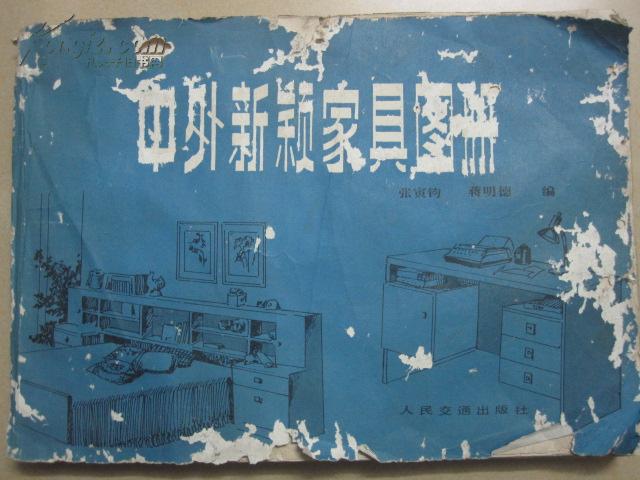 中外新颖家具图册
张寅钧 蒋明德 编
人民交通出版社